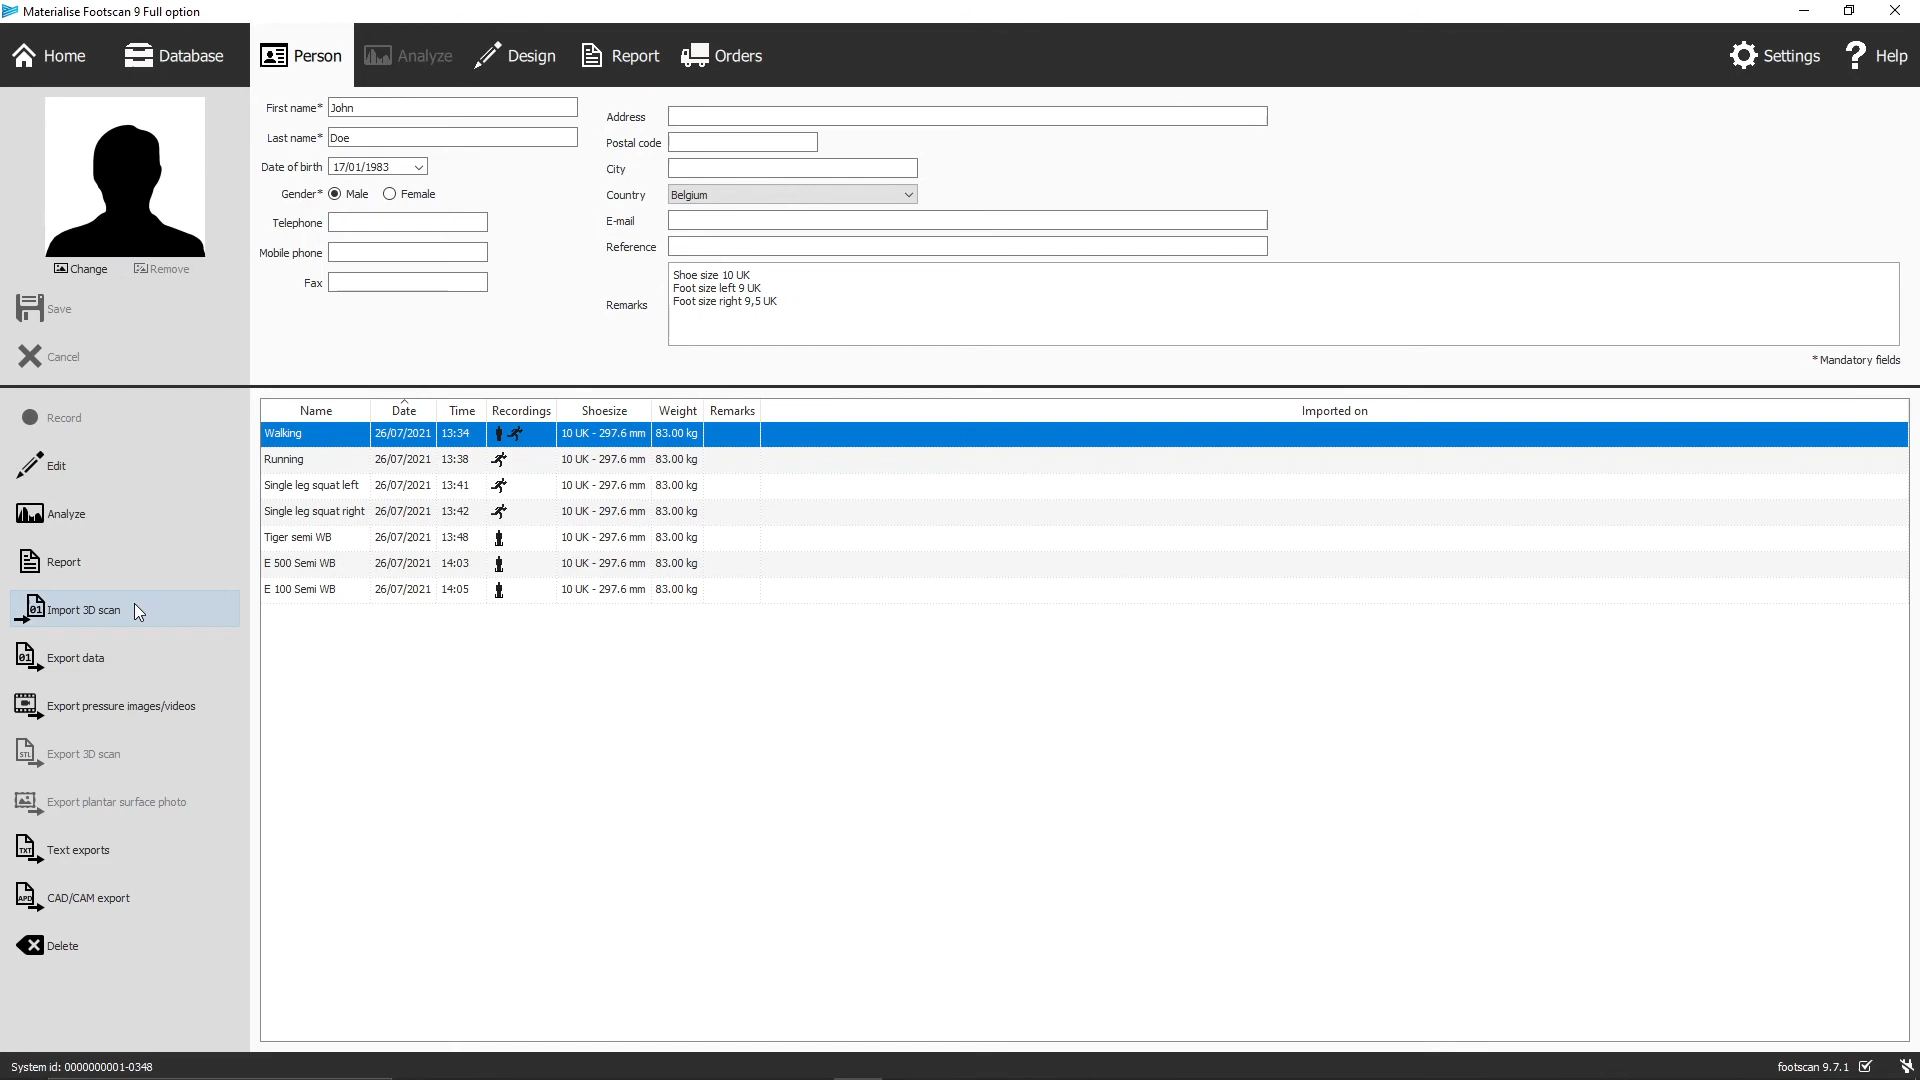 Materialise Footscan 9 Full option
Home
Database
Person
Analyze
Design
Report
Orders
Settings
Help
Change
Remove
Save
Cancel
First name* John
Last name* Doe
Date of birth 17/01/1983
Gender* Male Female
Telephone
Mobile phone
Fax
Address
Postal code
City
Country Belgium
E-mail
Reference
Remarks
Shoe size 10 UK
Foot size left 9 UK
Foot size right 9,5 UK
* Mandatory fields
Record
Edit
Analyze
Report
01 Import 3D scan
01 Export data
Export pressure images/videos
STL Export 3D scan
Export plantar surface photo
TXT Text exports
APD CAD/CAM export
Delete
Name Date Time Recordings Shoesize Weight Remarks Imported on
Walking 26/07/2021 13:34 10 UK - 297.6 mm 83.00 kg
Running 26/07/2021 13:38 10 UK - 297.6 mm 83.00 kg
Single leg squat left 26/07/2021 13:41 10 UK - 297.6 mm 83.00 kg
Single leg squat right 26/07/2021 13:42 10 UK - 297.6 mm 83.00 kg
Tiger semi WB 26/07/2021 13:48 10 UK - 297.6 mm 83.00 kg
E 500 Semi WB 26/07/2021 14:03 10 UK - 297.6 mm 83.00 kg
E 100 Semi WB 26/07/2021 14:05 10 UK - 297.6 mm 83.00 kg
System id: 0000000001-0348
footscan 9.7.1